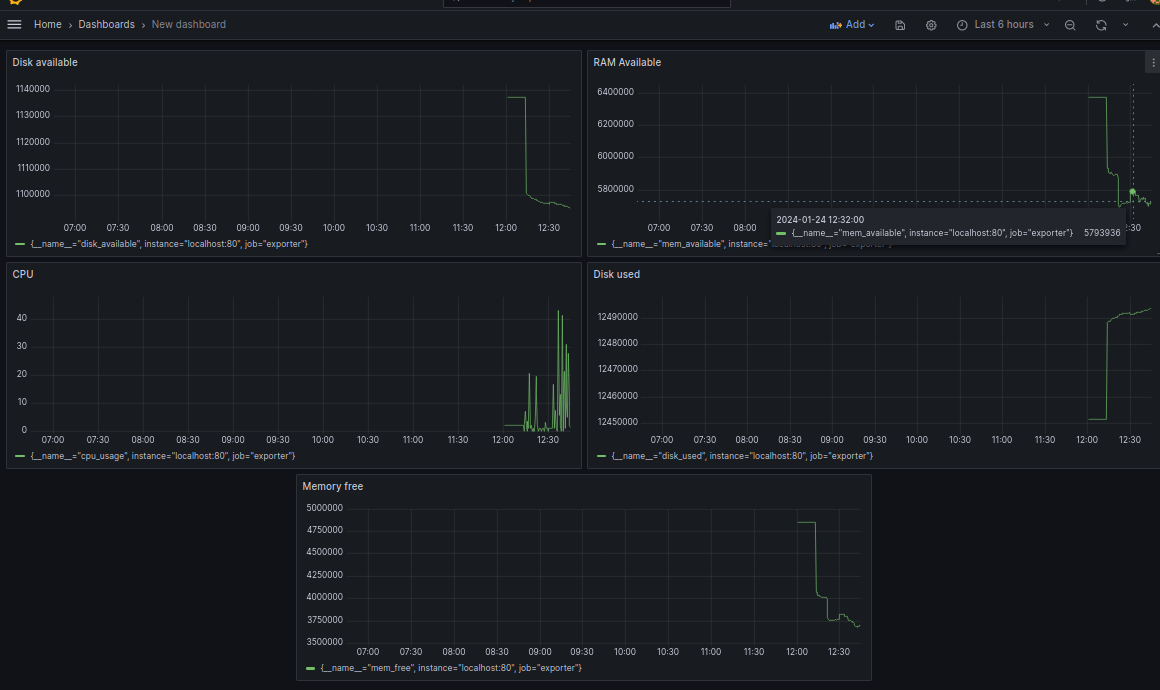 Home › Dashboards › New dashboard
Add
Last 6 hours
Disk available
1140000
1130000
1120000
1110000
1100000
07:00 07:30 08:00 08:30 09:00 09:30 10:00 10:30 11:00 11:30 12:00 12:30
{__name__="disk_available", instance="localhost:80", job="exporter"}
RAM Available
6400000
6200000
6000000
5800000
07:00 07:30 08:00 :30
2024-01-24 12:32:00
{__name__="mem_available", instance="localhost:80", job="exporter"} 5793936
{__name__="mem_available", instance="localhost:80", job="exporter"}
CPU
40
30
20
10
0
07:00 07:30 08:00 08:30 09:00 09:30 10:00 10:30 11:00 11:30 12:00 12:30
{__name__="cpu_usage", instance="localhost:80", job="exporter"}
Disk used
12490000
12480000
12470000
12460000
12450000
07:00 07:30 08:00 08:30 09:00 09:30 10:00 10:30 11:00 11:30 12:00 12:30
{__name__="disk_used", instance="localhost:80", job="exporter"}
Memory free
5000000
4750000
4500000
4250000
4000000
3750000
3500000
07:00 07:30 08:00 08:30 09:00 09:30 10:00 10:30 11:00 11:30 12:00 12:30
{__name__="mem_free", instance="localhost:80", job="exporter"}